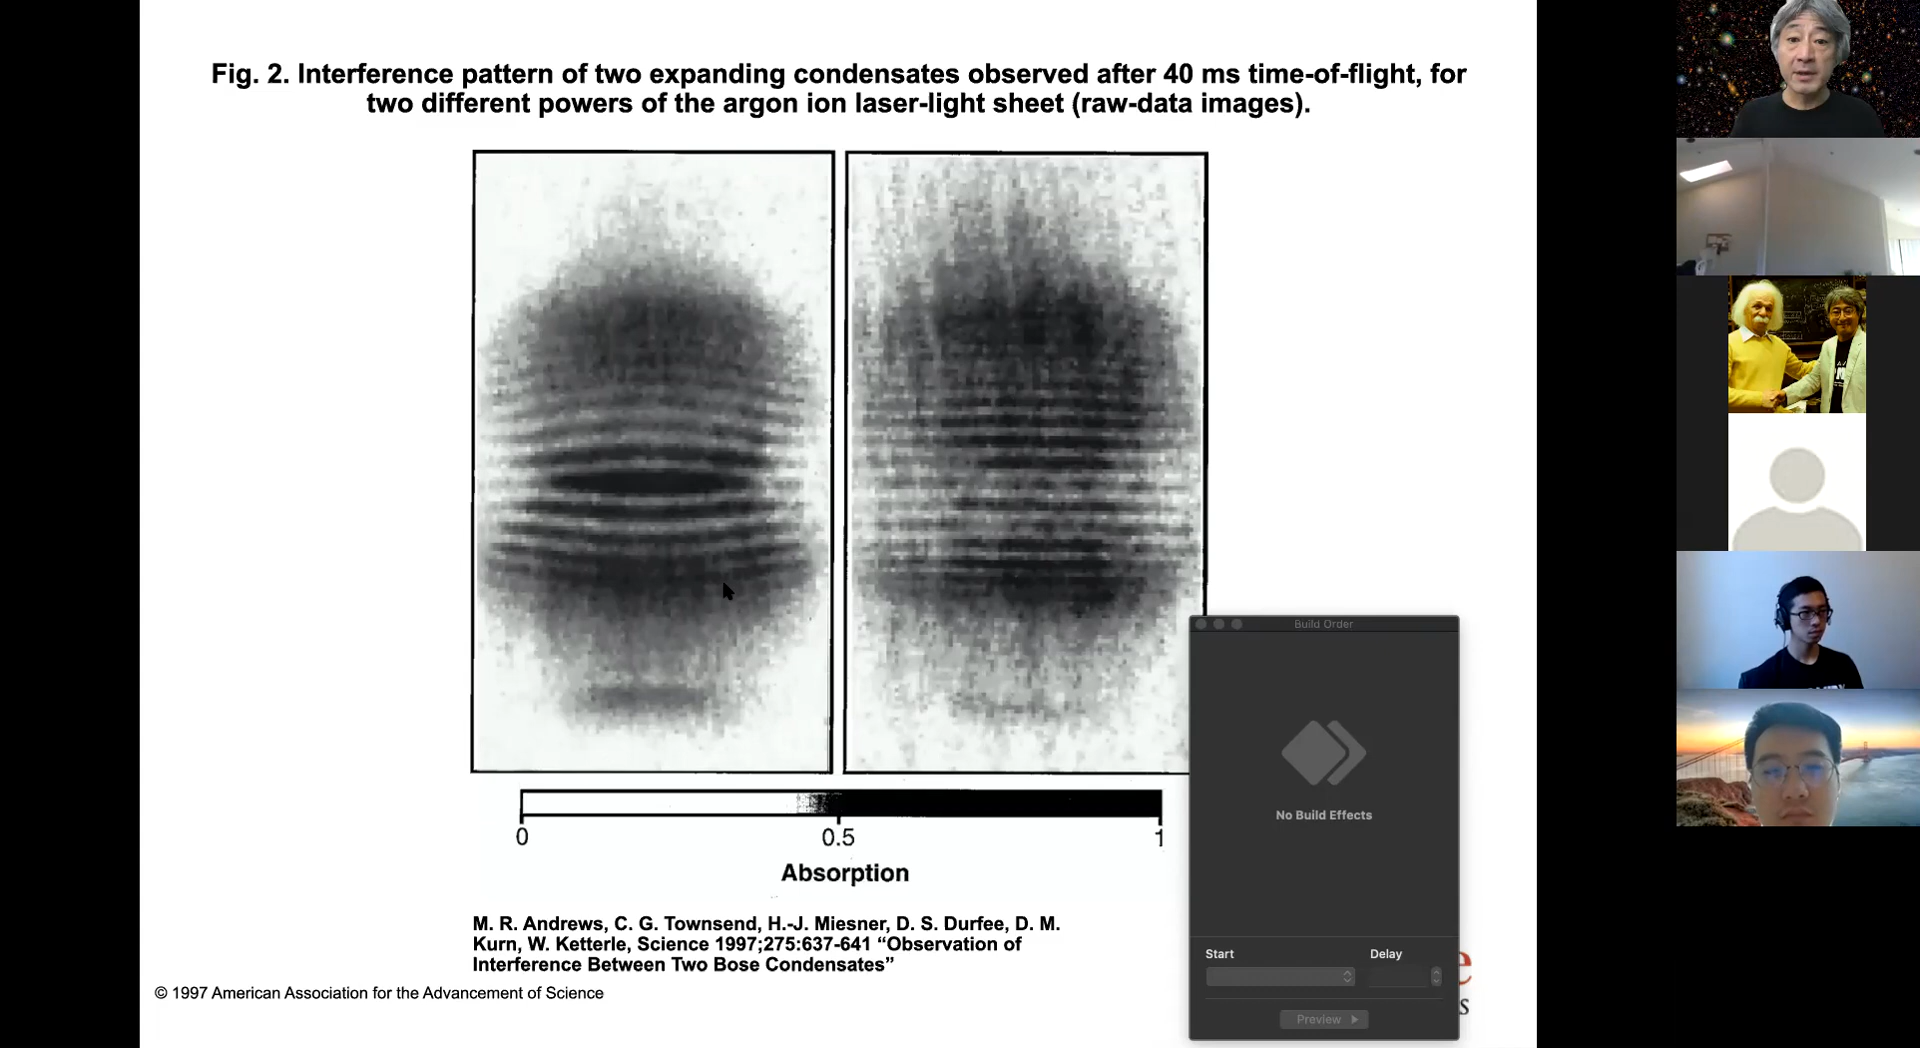 Fig. 2. Interference pattern of two expanding condensates observed after 40 ms time-of-flight, for
two different powers of the argon ion laser-light sheet (raw-data images).
0
0.5
1
Absorption
M. R. Andrews, C. G. Townsend, H.-J. Miesner, D. S. Durfee, D. M.
Kurn, W. Ketterle, Science 1997;275:637-641 “Observation of
Interference Between Two Bose Condensates”
© 1997 American Association for the Advancement of Science
Build Order
No Build Effects
Start
Delay
Preview